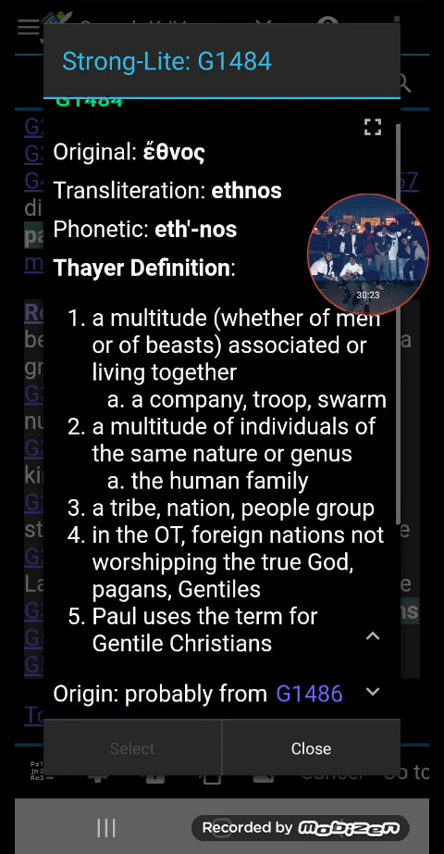 Strong-Lite: G1484
G1484
Original: ἔθνος
Transliteration: ethnos
Phonetic: eth'-nos
Thayer Definition:
30:23
1. a multitude (whether of men
or of beasts) associated or
living together
a. a company, troop, swarm
2. a multitude of individuals of
the same nature or genus
a. the human family
3. a tribe, nation, people group
4. in the OT, foreign nations not
worshipping the true God,
pagans, Gentiles
5. Paul uses the term for
Gentile Christians
Origin: probably from G1486
Select
Close
Recorded by Mobizen